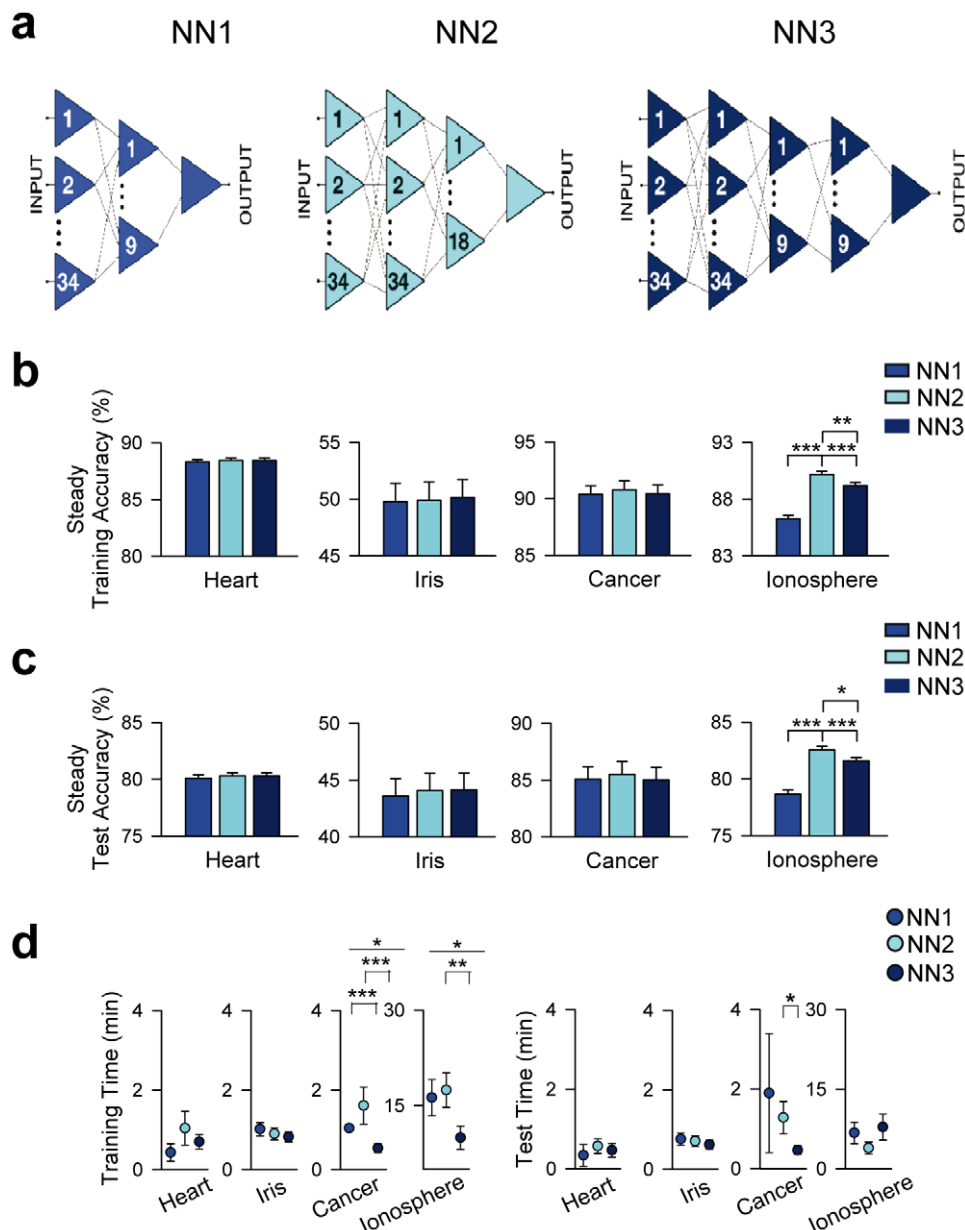 a
NN1 NN2 NN3
INPUT 1 2 34 1 9 OUTPUT
INPUT 1 2 34 1 2 34 1 18 OUTPUT
INPUT 1 2 34 1 2 34 1 9 1 9 OUTPUT
b
NN1
NN2
NN3
Steady
Training Accuracy (%)
90 85 80
Heart
55 50 45
Iris
95 90 85
Cancer
93 88 83
** 
*** ***
Ionosphere
c
NN1
NN2
NN3
Steady
Test Accuracy (%)
85 80 75
Heart
50 45 40
Iris
95 90 85 80
Cancer
85 80 75
*
*** ***
Ionosphere
d
NN1
NN2
NN3
Training Time (min)
4 2 0
Heart
4 2 0
Iris
*
***
***
4 2 0
Cancer
*
**
30 15
Ionosphere
Test Time (min)
4 2 0
Heart
4 2 0
Iris
*
4 2 0
Cancer
30 15 0
Ionosphere